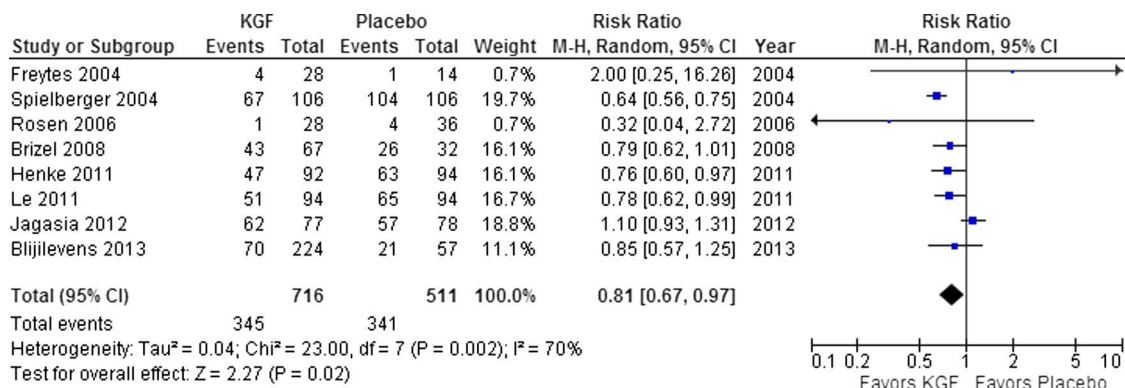 KGF Placebo Risk Ratio Risk Ratio
Study or Subgroup Events Total Events Total Weight M-H, Random, 95% CI Year M-H, Random, 95% CI
Freytes 2004 4 28 1 14 0.7% 2.00 [0.25, 16.26] 2004
Spielberger 2004 67 106 104 106 19.7% 0.64 [0.56, 0.75] 2004
Rosen 2006 1 28 4 36 0.7% 0.32 [0.04, 2.72] 2006
Brizel 2008 43 67 26 32 16.1% 0.79 [0.62, 1.01] 2008
Henke 2011 47 92 63 94 16.1% 0.76 [0.60, 0.97] 2011
Le 2011 51 94 65 94 16.7% 0.78 [0.62, 0.99] 2011
Jagasia 2012 62 77 57 78 18.8% 1.10 [0.93, 1.31] 2012
Blijilevens 2013 70 224 21 57 11.1% 0.85 [0.57, 1.25] 2013
Total (95% CI) 716 511 100.0% 0.81 [0.67, 0.97]
Total events 345 341
Heterogeneity: Tau² = 0.04; Chi² = 23.00, df = 7 (P = 0.002); I² = 70%
Test for overall effect: Z = 2.27 (P = 0.02)
0.1 0.2 0.5 1 2 5 10
Favors KGF Favors Placebo